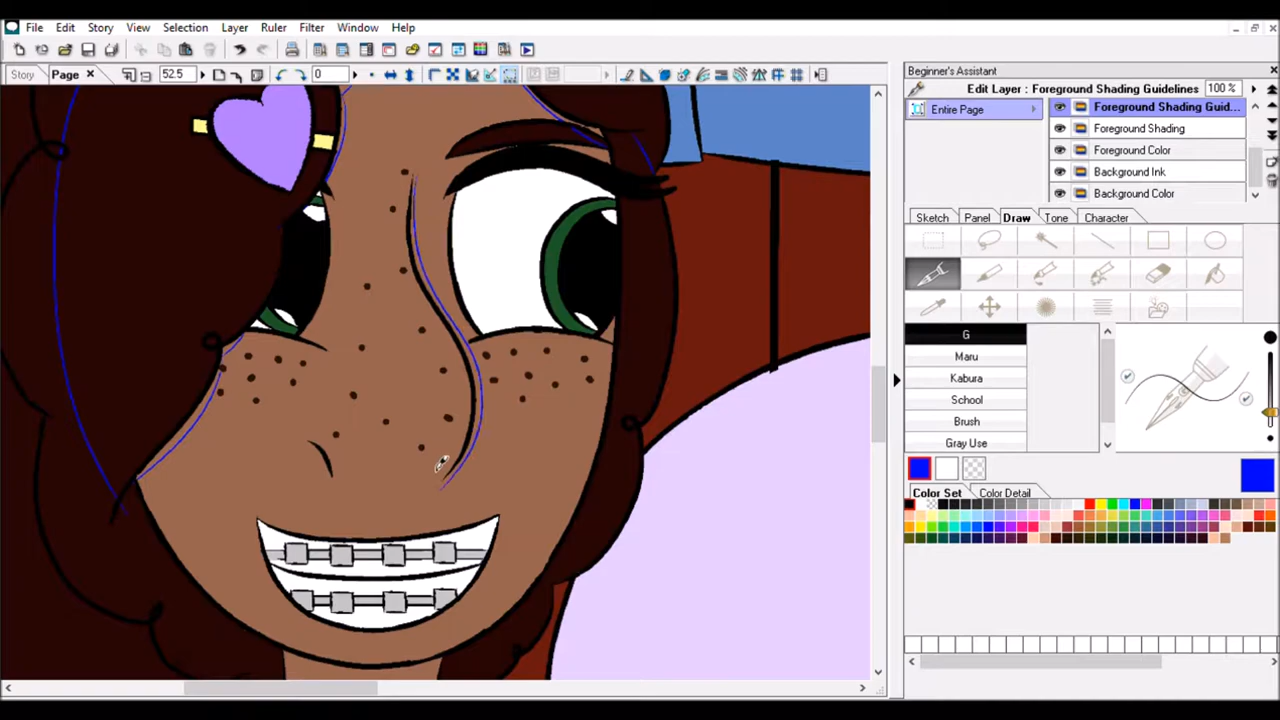 File Edit Story View Selection Layer Ruler Filter Window Help
Story Page 52.5 0
Beginner's Assistant
Edit Layer : Foreground Shading Guidelines 100 %
Entire Page
Foreground Shading Guid...
Foreground Shading
Foreground Color
Background Ink
Background Color
Sketch Panel Draw Tone Character
G
Maru
Kabura
School
Brush
Gray Use
Color Set Color Detail